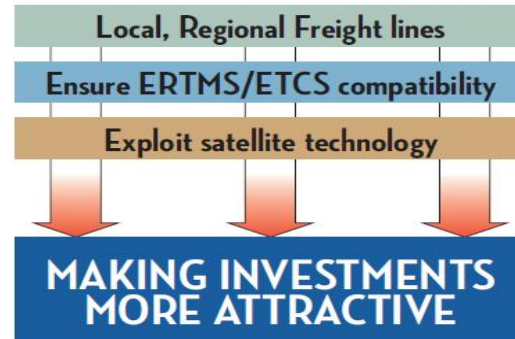 Local, Regional Freight lines
Ensure ERTMS/ETCS compatibility
Exploit satellite technology
MAKING INVESTMENTS
MORE ATTRACTIVE